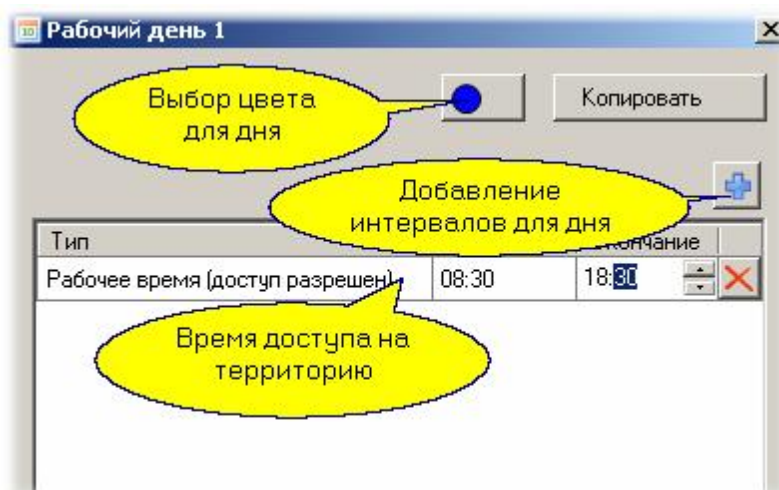 Рабочий день 1
Выбор цвета
для дня
Копировать
Добавление
интервалов для дня
Тип
Рабочее время (доступ разрешен)
08:30
18:30
Время доступа на
территорию